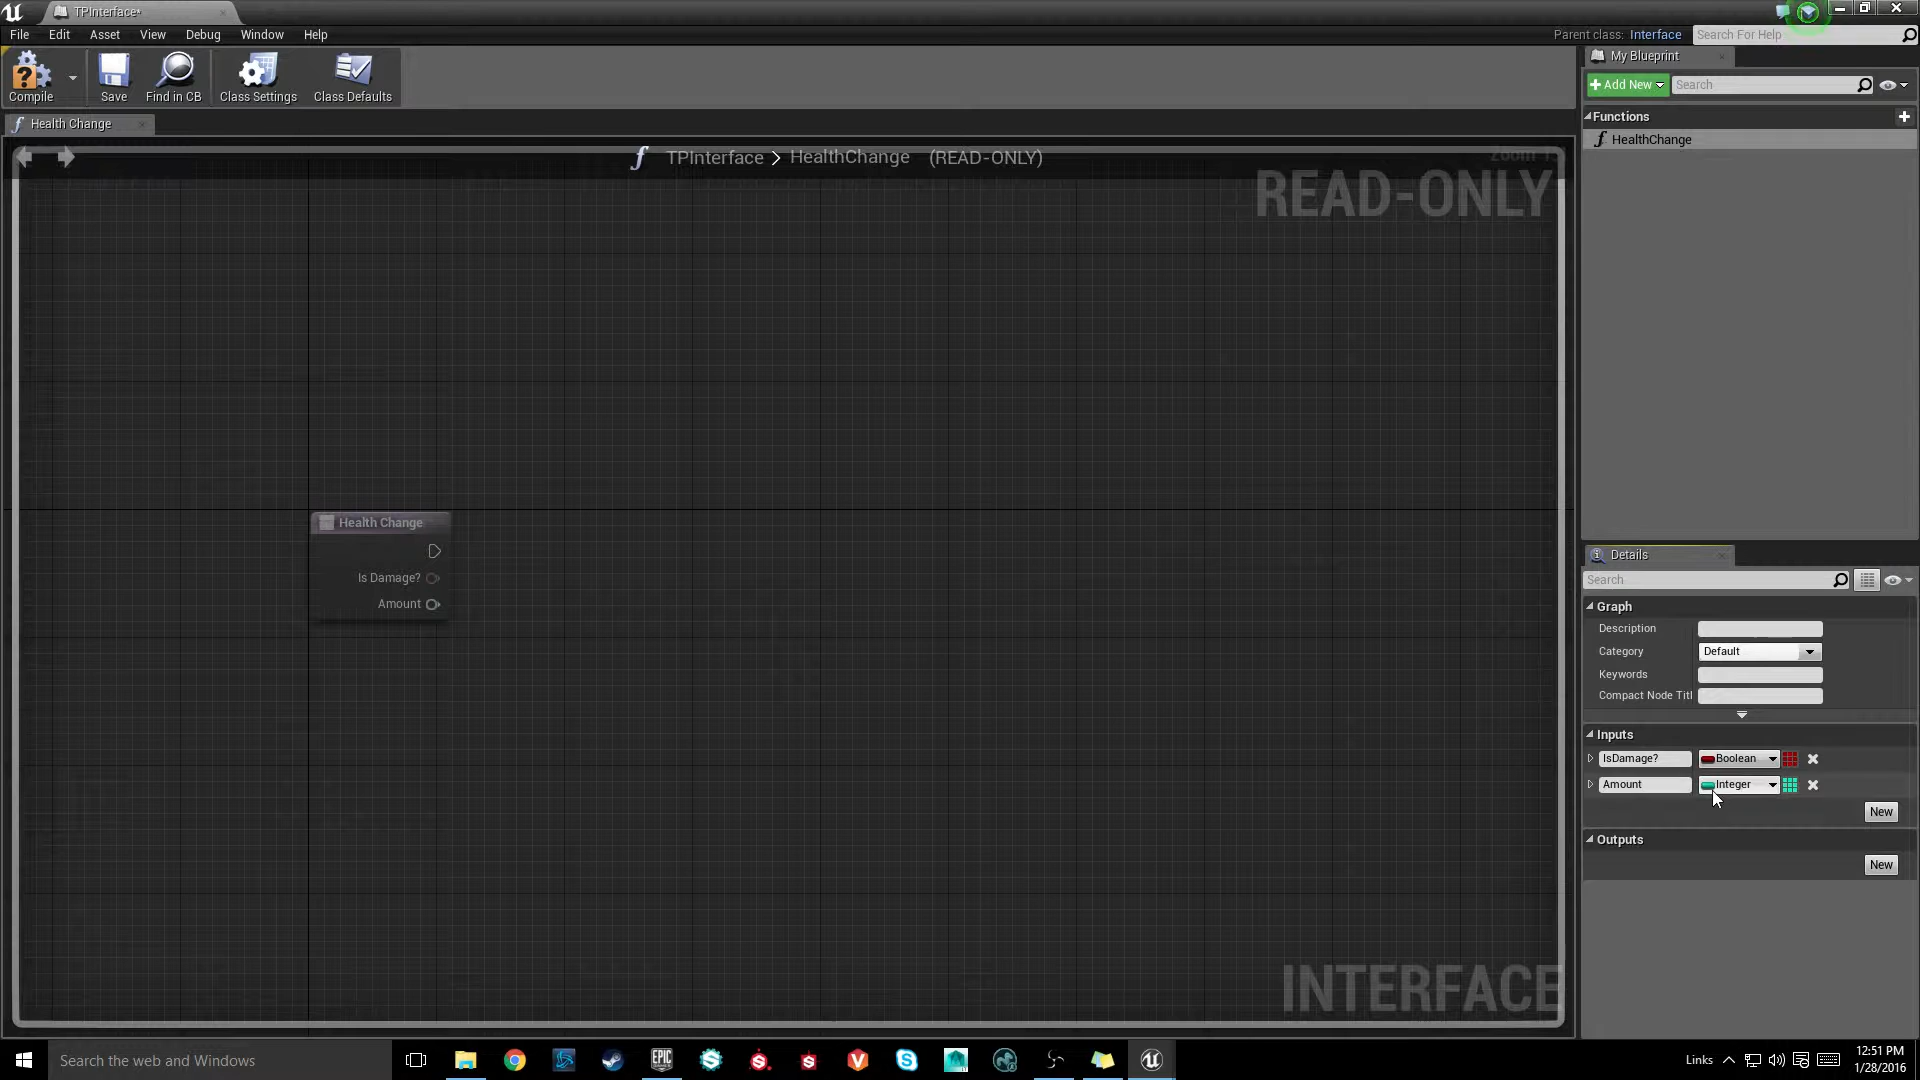 TPInterface*
File Edit Asset View Window Debug Help
Parent class: Interface
Search For Help
Compile
Save
Find in CB
Class Settings
Class Defaults
My Blueprint
Add New
Search
Functions
HealthChange
Health Change
TPInterface > HealthChange (READ-ONLY)
READ-ONLY
Health Change
Is Damage?
Amount
INTERFACE
Details
Search
Graph
Description
Category Default
Keywords
Compact Node Titl
Inputs
IsDamage? Boolean
Amount Integer
New
Outputs
New
Search the web and Windows
EPIC
Links
12:51 PM
1/28/2016